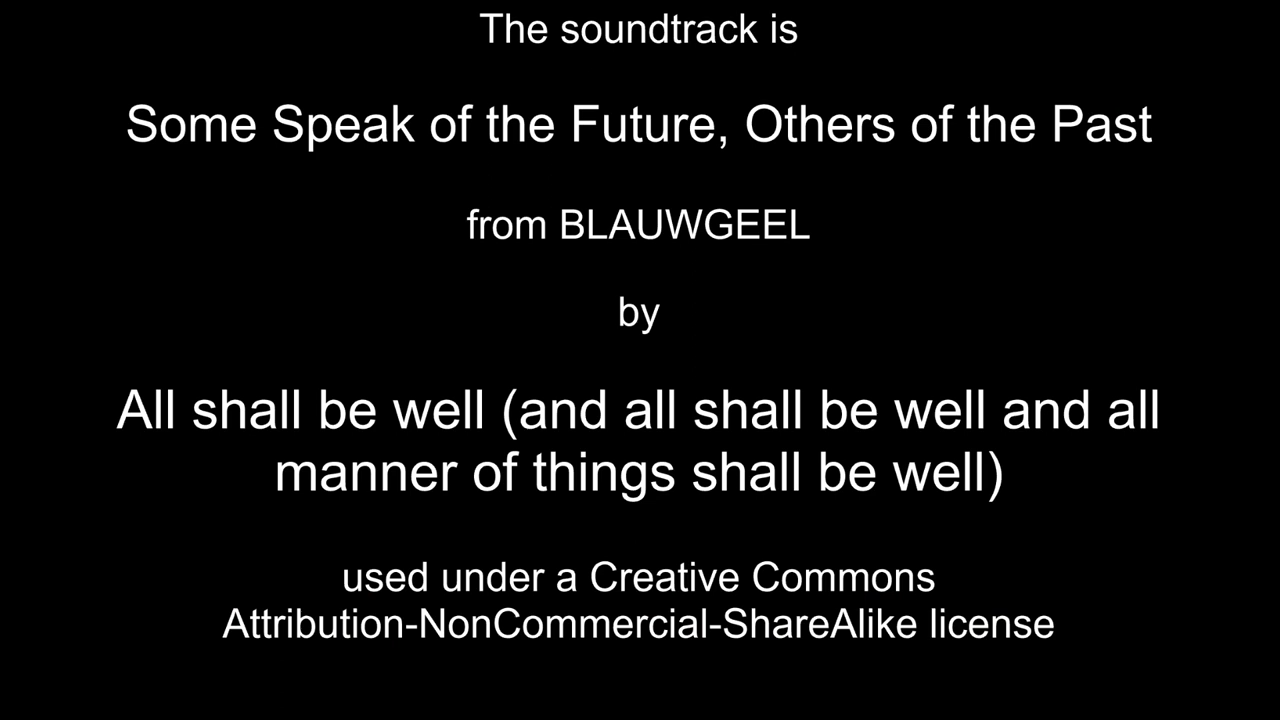 The soundtrack is
Some Speak of the Future, Others of the Past
from BLAUWGEEL
by
All shall be well (and all shall be well and all
manner of things shall be well)
used under a Creative Commons
Attribution-NonCommercial-ShareAlike license